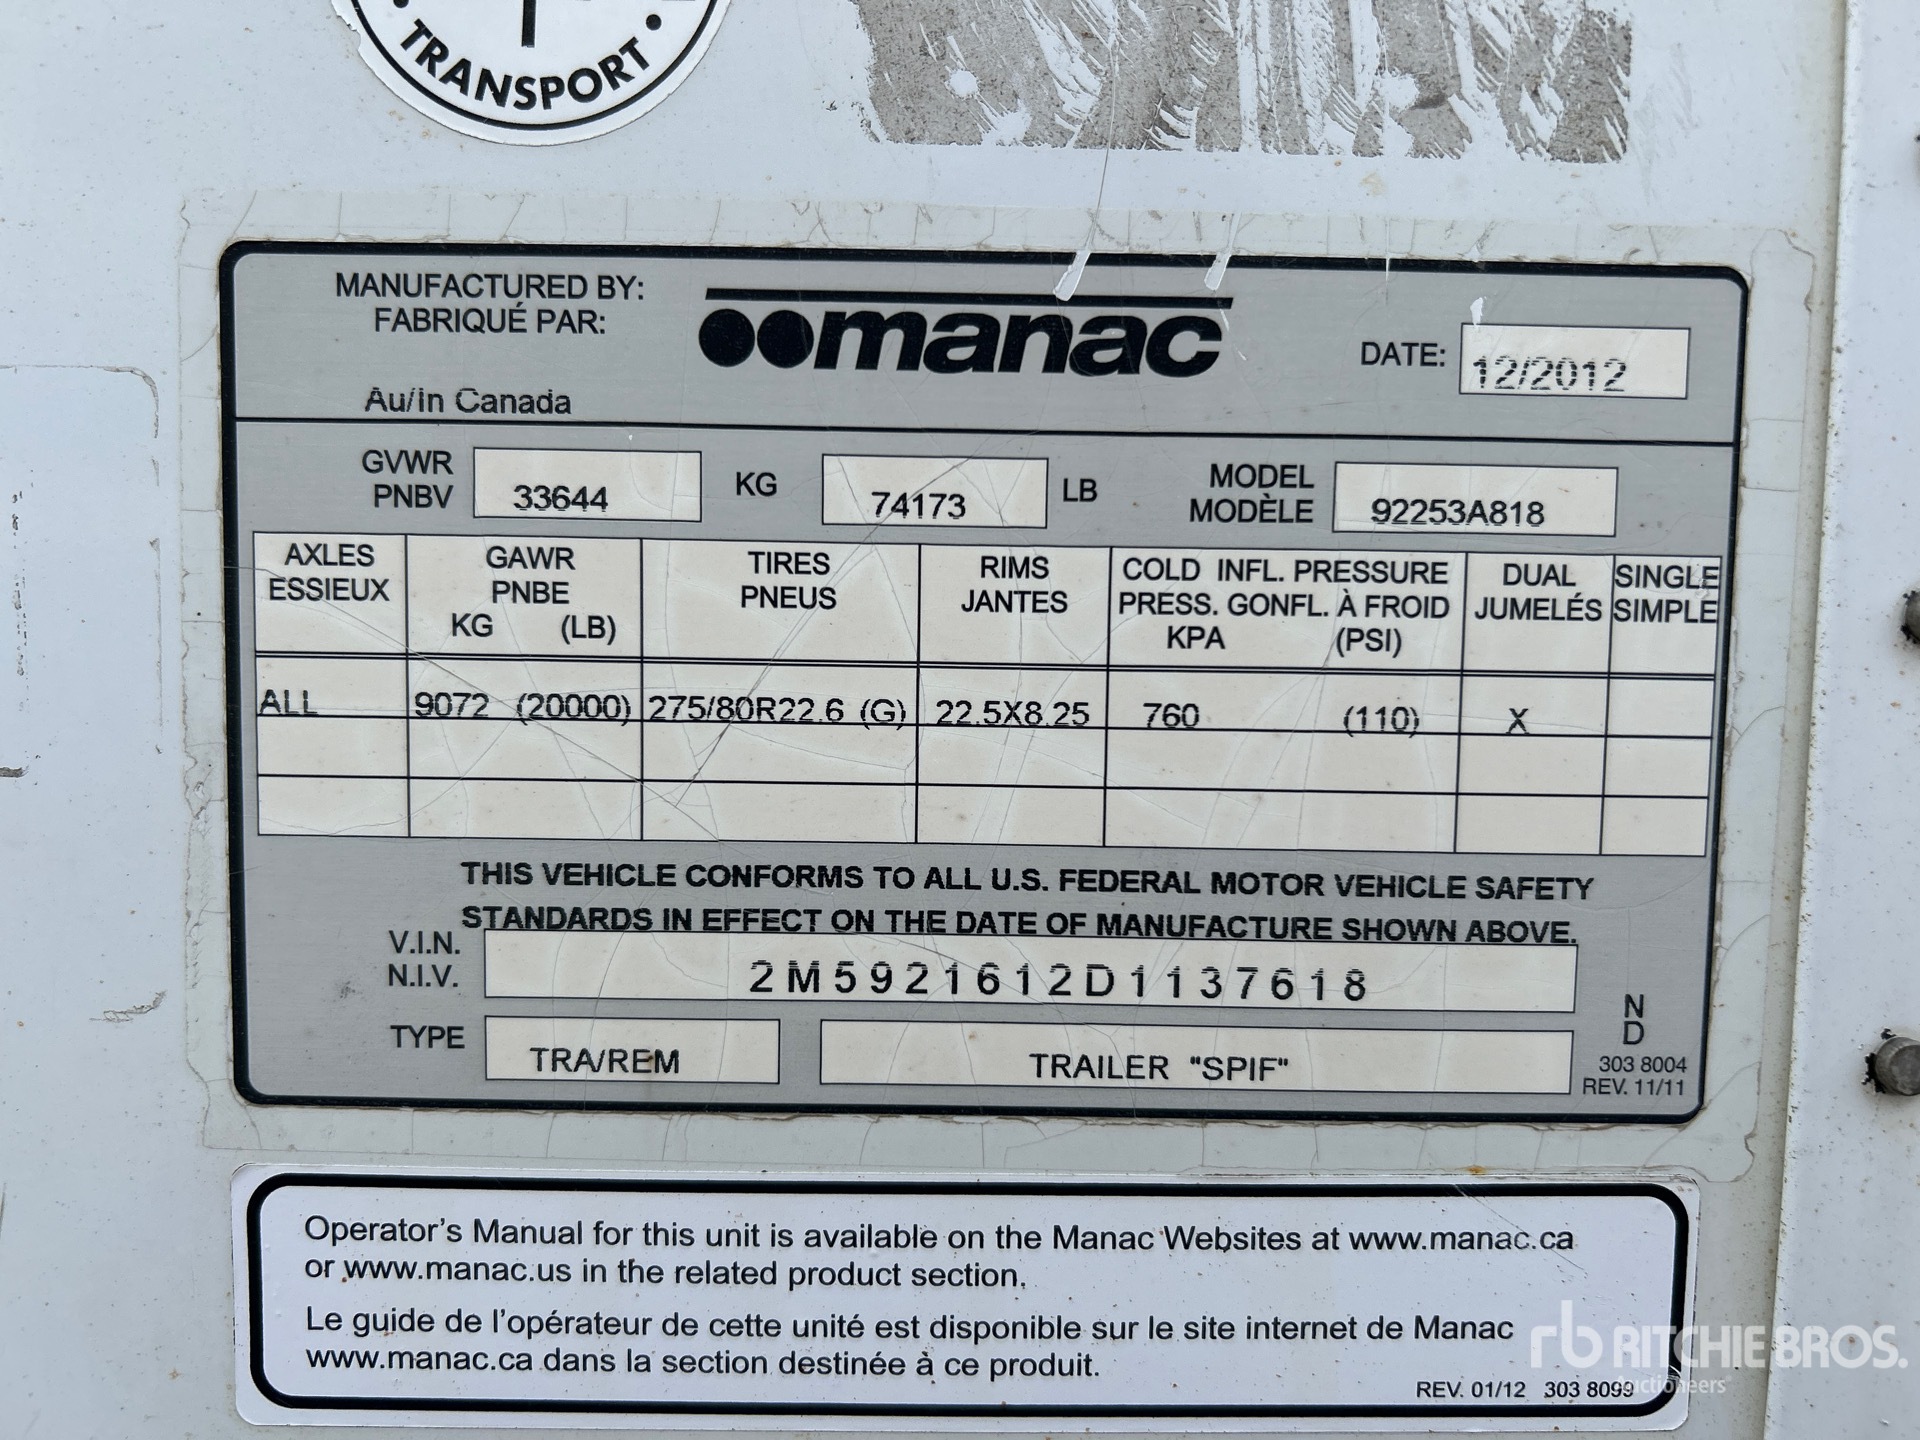 • TRANSPORT •
MANUFACTURED BY:
FABRIQUÉ PAR:
manac
Au/In Canada
DATE: 12/2012
GVWR
PNBV
33644 KG 74173 LB
MODEL
MODÈLE
92253A818
AXLES
ESSIEUX
GAWR
PNBE
KG (LB)
TIRES
PNEUS
RIMS
JANTES
COLD INFL. PRESSURE
PRESS. GONFL. À FROID
KPA (PSI)
DUAL
JUMELÉS
SINGLE
SIMPLE
ALL 9072 (20000) 275/80R22.6 (G) 22.5X8.25 760 (110) X
THIS VEHICLE CONFORMS TO ALL U.S. FEDERAL MOTOR VEHICLE SAFETY
STANDARDS IN EFFECT ON THE DATE OF MANUFACTURE SHOWN ABOVE.
V.I.N.
N.I.V.
2M5921612D1137618
TYPE TRA/REM TRAILER "SPIF"
N
D
303 8004
REV. 11/11
Operator's Manual for this unit is available on the Manac Websites at www.manac.ca
or www.manac.us in the related product section.
Le guide de l'opérateur de cette unité est disponible sur le site internet de Manac
www.manac.ca dans la section destinée à ce produit.
REV. 01/12 303 8099
rb RITCHIE BROS.
Auctioneers